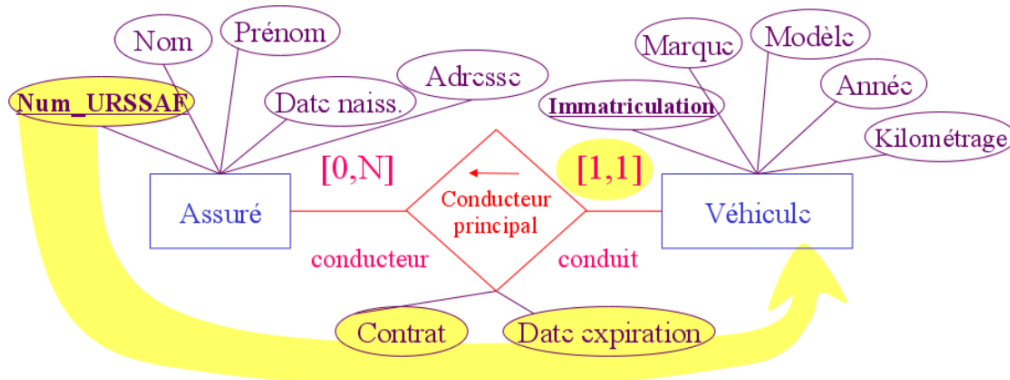 Nom
Prénom
Marque
Modèle
Num_URSSAF
Date naiss.
Adresse
Immatriculation
Année
Kilométrage
[0,N]
[1,1]
Assuré
Conducteur
principal
Véhicule
conducteur
conduit
Contrat
Date expiration